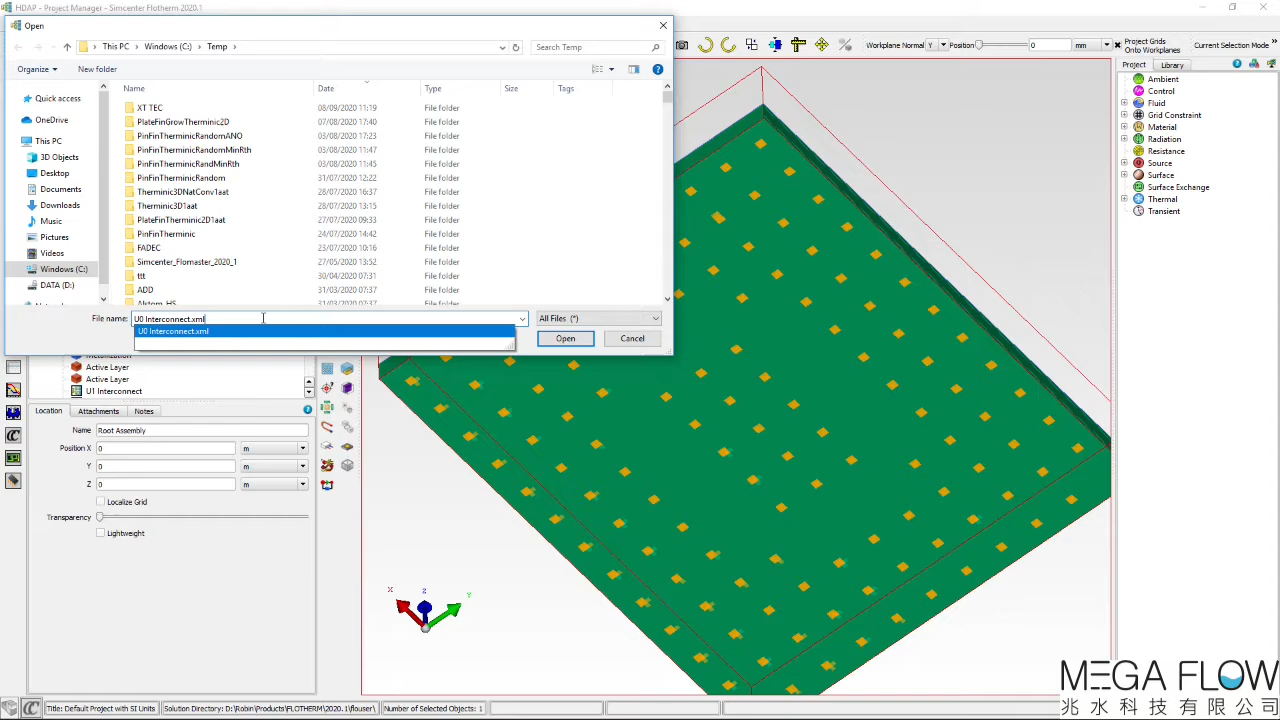 HDAP - Project Manager - Simcenter Flotherm 2020.1
Open
This PC > Windows (C:) > Temp >
Search Temp
Organize
New folder
Name Date Type Size Tags
XT TEC 08/09/2020 11:19 File folder
PlateFinGrowTherminic2D 07/08/2020 17:40 File folder
PinFinTherminicRandomANO 03/08/2020 17:23 File folder
PinFinTherminicRandomMinRth 03/08/2020 11:47 File folder
PinFinTherminicRandMinRth 03/08/2020 11:45 File folder
PinFinTherminicRandom 31/07/2020 12:22 File folder
Therminic3DNatConv1aat 28/07/2020 16:37 File folder
Therminic3D1aat 28/07/2020 13:15 File folder
PlateFinTherminic2D1aat 27/07/2020 09:33 File folder
PinFinTherminic 24/07/2020 14:42 File folder
FADEC 23/07/2020 10:16 File folder
Simcenter_Flomaster_2020_1 27/05/2020 13:52 File folder
ttt 30/04/2020 07:31 File folder
ADD 31/03/2020 07:37 File folder
Quick access
OneDrive
This PC
3D Objects
Desktop
Documents
Downloads
Music
Pictures
Videos
Windows (C:)
DATA (D:)
File name: U0 Interconnect.xml
All Files (*)
U0 Interconnect.xml
Open
Cancel
Workplane Normal Y Position 0 mm
Project Grids
Onto Workplanes
Current Selection Mode
Project
Library
Ambient
Control
Fluid
Grid Constraint
Material
Radiation
Resistance
Source
Surface
Surface Exchange
Thermal
Transient
Metallization
Active Layer
Active Layer
U1 Interconnect
Location
Attachments
Notes
Name Root Assembly
Position X 0 m
Y 0 m
Z 0 m
Localize Grid
Transparency
Lightweight
X
Z
Y
MEGA FLOW
兆水科技有限公司
Title: Default Project with SI Units
Solution Directory: D:\Robin\Products\FLOTHERM\2020.1\flouser\
Number of Selected Objects: 1